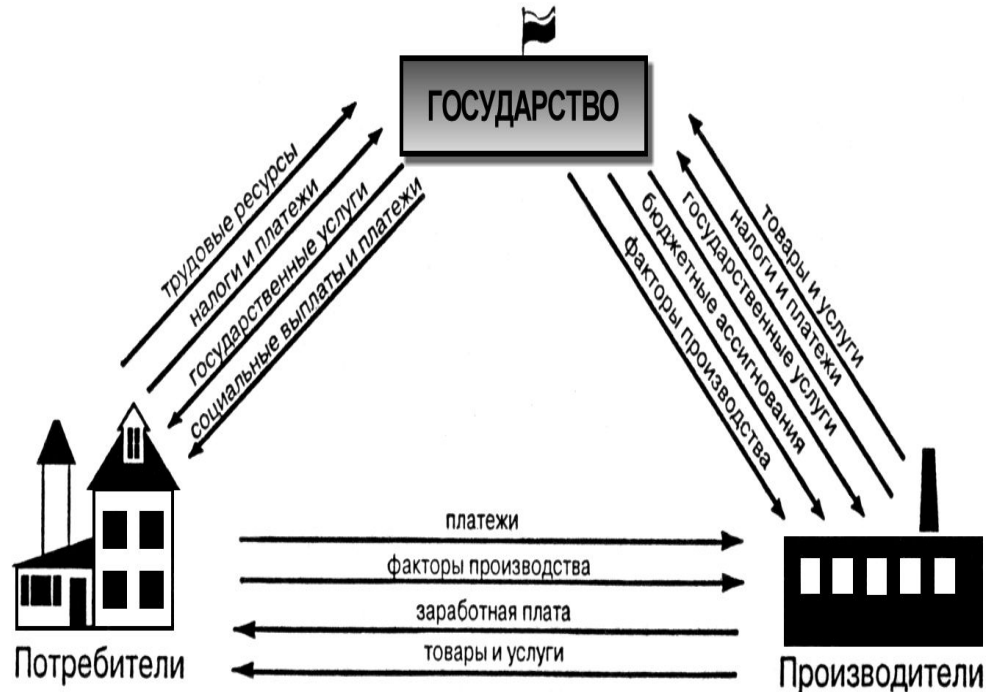 ГОСУДАРСТВО
трудовые ресурсы
налоги и платежи
государственные услуги
социальные выплаты и платежи
товары и услуги
налоги и платежи
государственные услуги
бюджетные ассигнования
факторы производства
платежи
факторы производства
заработная плата
товары и услуги
Потребители
Производители